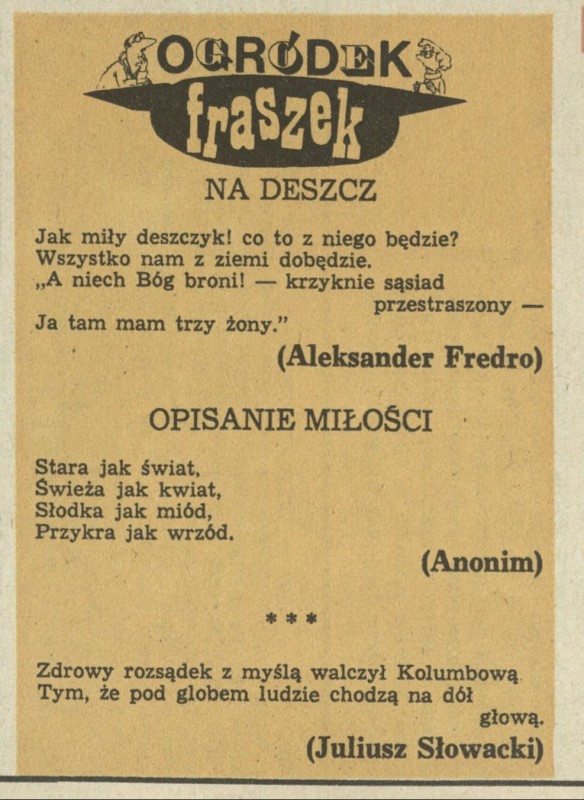 OGRÓDEK
fraszek
NA DESZCZ
Jak miły deszczyk! co to z niego będzie?
Wszystko nam z ziemi dobędzie.
„A niech Bóg broni! — krzyknie sąsiad
przestraszony —
Ja tam mam trzy żony.”
(Aleksander Fredro)
OPISANIE MIŁOŚCI
Stara jak świat,
Świeża jak kwiat,
Słodka jak miód,
Przykra jak wrzód.
(Anonim)
* * *
Zdrowy rozsądek z myślą walczył Kolumbową
Tym, że pod globem ludzie chodzą na dół
głową.
(Juliusz Słowacki)